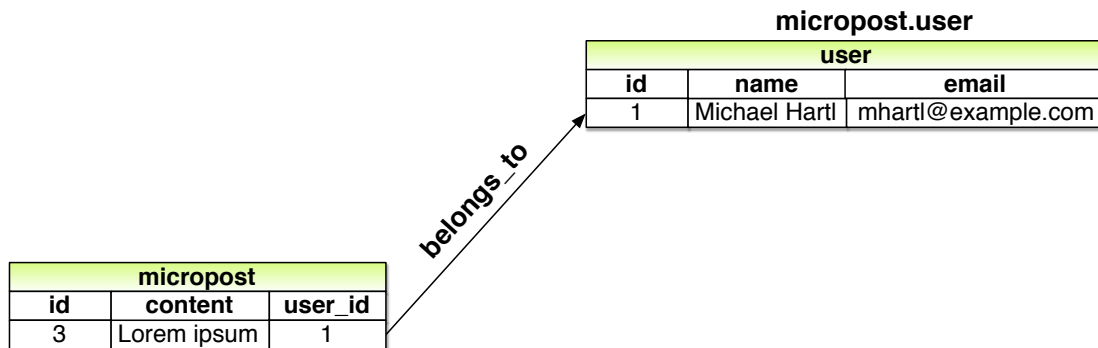 micropost.user
user
id name email
1 Michael Hartl mhartl@example.com
belongs_to
micropost
id content user_id
3 Lorem ipsum 1